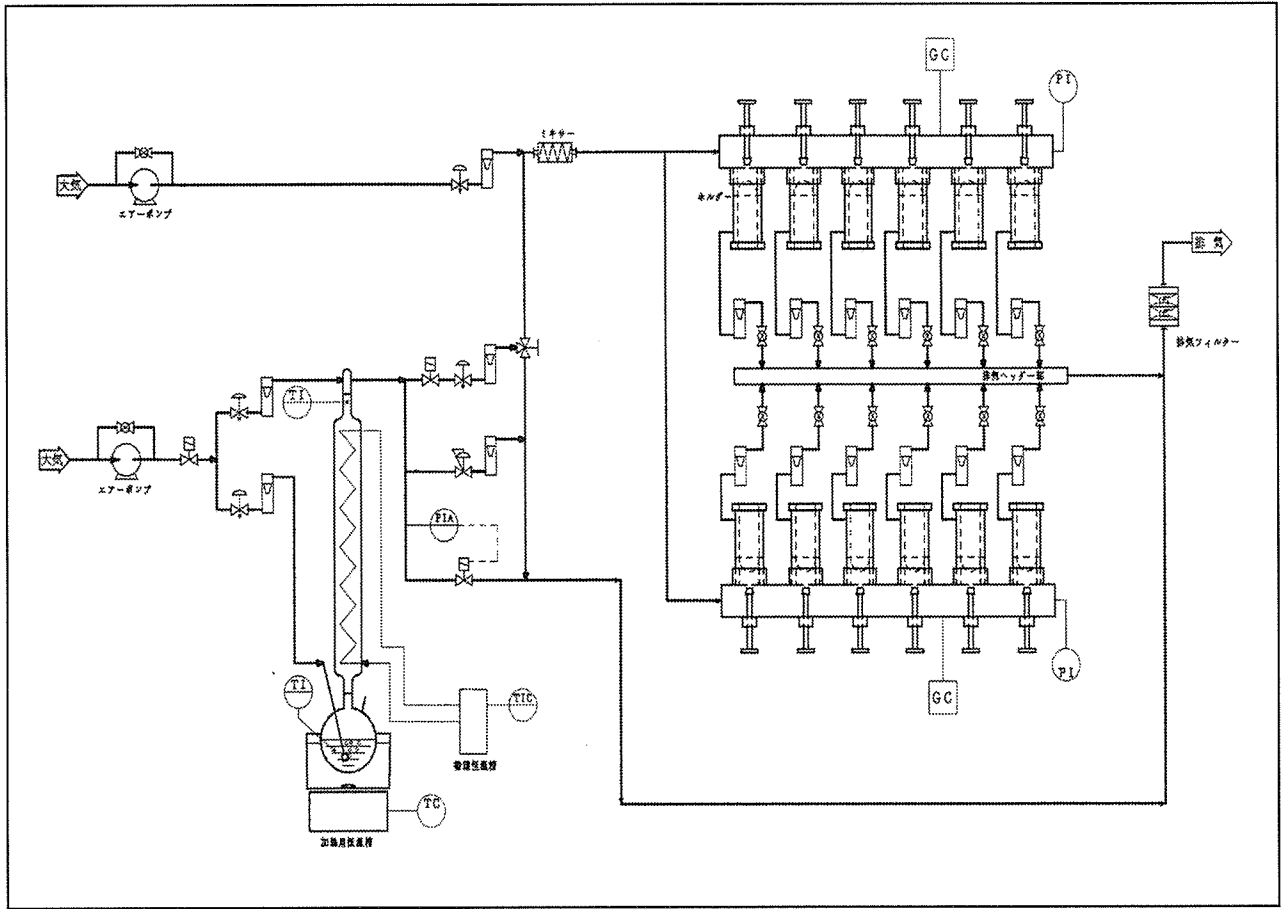 GC
PI
ミキサー
大気
エアーポンプ
ホルダー
排気
排気フィルター
排気ヘッダー部
TI
大気
エアーポンプ
PIA
TI
TIC
GC
PI
TC
加熱用恒温槽